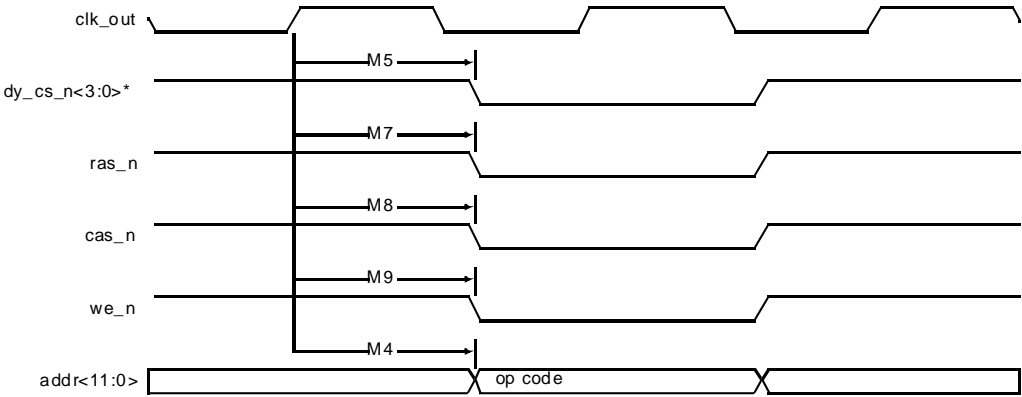 clk_out
M5
dy_cs_n<3:0>*
M7
ras_n
M8
cas_n
M9
we_n
M4
addr<11:0>
op code